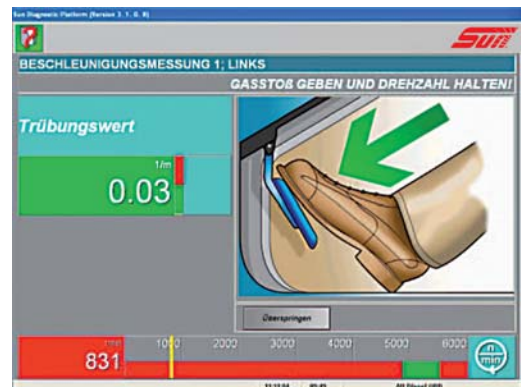 Sun Diagnostic Platform (Version 3. 1. 0. 0)
Sun
BESCHLEUNIGUNGSMESSUNG 1; LINKS
GASSTOß GEBEN UND DREHZAHL HALTEN!
Trübungswert
1/m
0.03
Überspringen
1000 2000 3000 4000 5000 6000
831
n
min